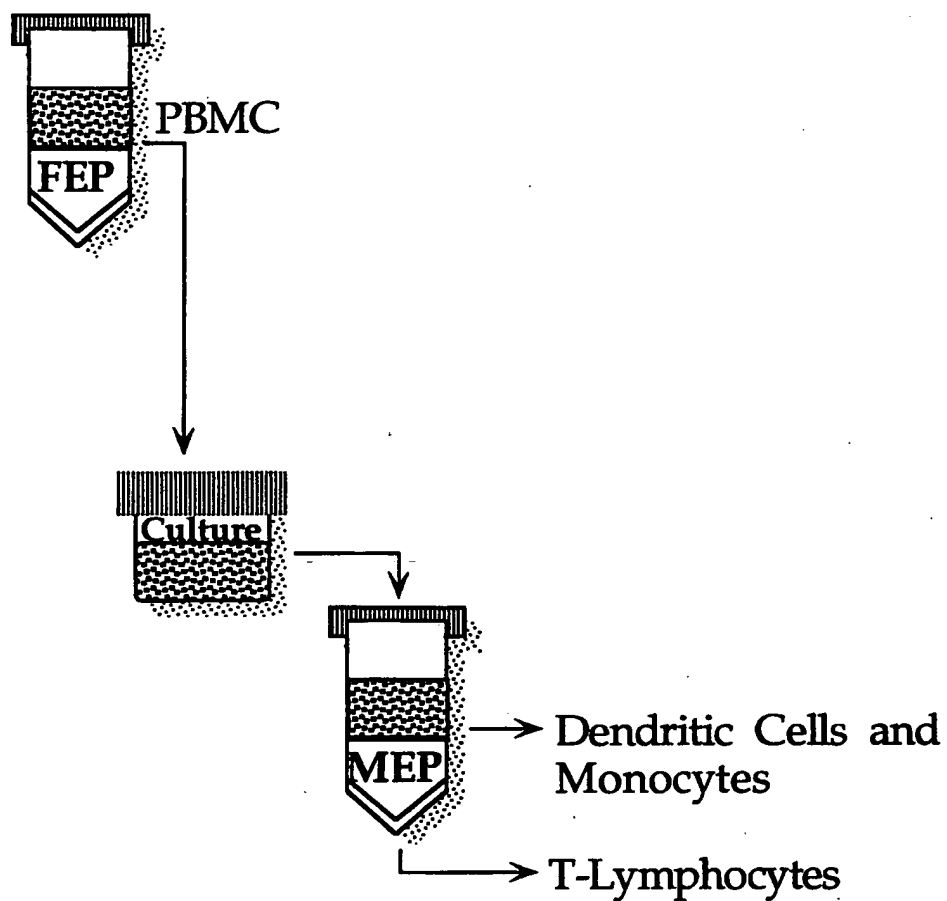 PBMC
FEP
Culture
MEP
Dendritic Cells and
Monocytes
T-Lymphocytes